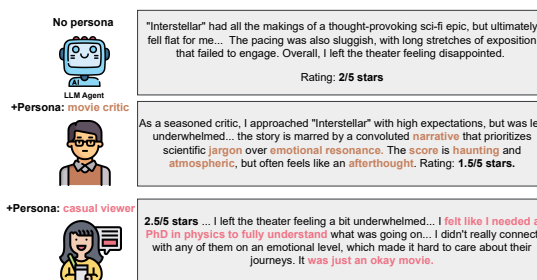 No persona
AI
LLM Agent
"Interstellar" had all the makings of a thought-provoking sci-fi epic, but ultimately
fell flat for me... The pacing was also sluggish, with long stretches of exposition
that failed to engage. Overall, I left the theater feeling disappointed.
Rating: 2/5 stars
+Persona: movie critic
As a seasoned critic, I approached "Interstellar" with high expectations, but was
underwhelmed... the story is marred by a convoluted narrative that prioritizes
scientific jargon over emotional resonance. The score is haunting and
atmospheric, but often feels like an afterthought. Rating: 1.5/5 stars.
+Persona: casual viewer
2.5/5 stars ... I left the theater feeling a bit underwhelmed... I felt like I needed a
PhD in physics to fully understand what was going on... I didn't really connect
with any of them on an emotional level, which made it hard to care about their
journeys. It was just an okay movie.